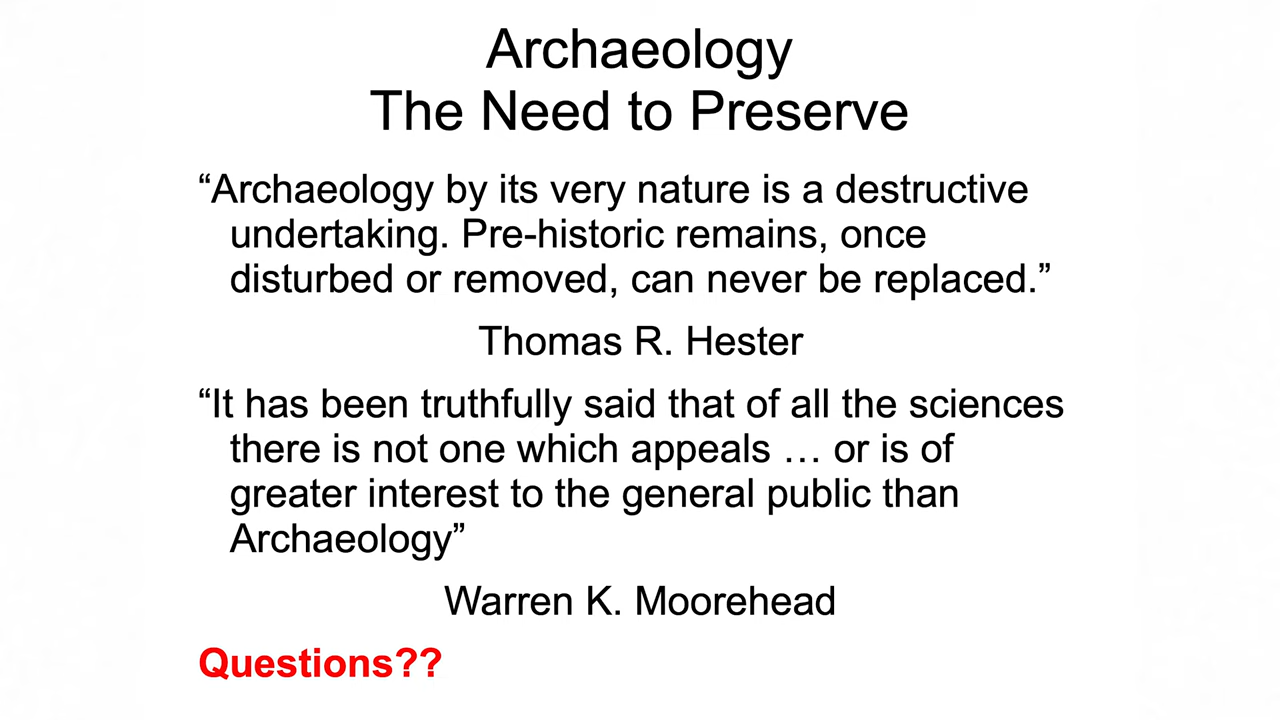 Archaeology
The Need to Preserve
“Archaeology by its very nature is a destructive
undertaking. Pre-historic remains, once
disturbed or removed, can never be replaced.”
Thomas R. Hester
“It has been truthfully said that of all the sciences
there is not one which appeals … or is of
greater interest to the general public than
Archaeology”
Warren K. Moorehead
Questions??